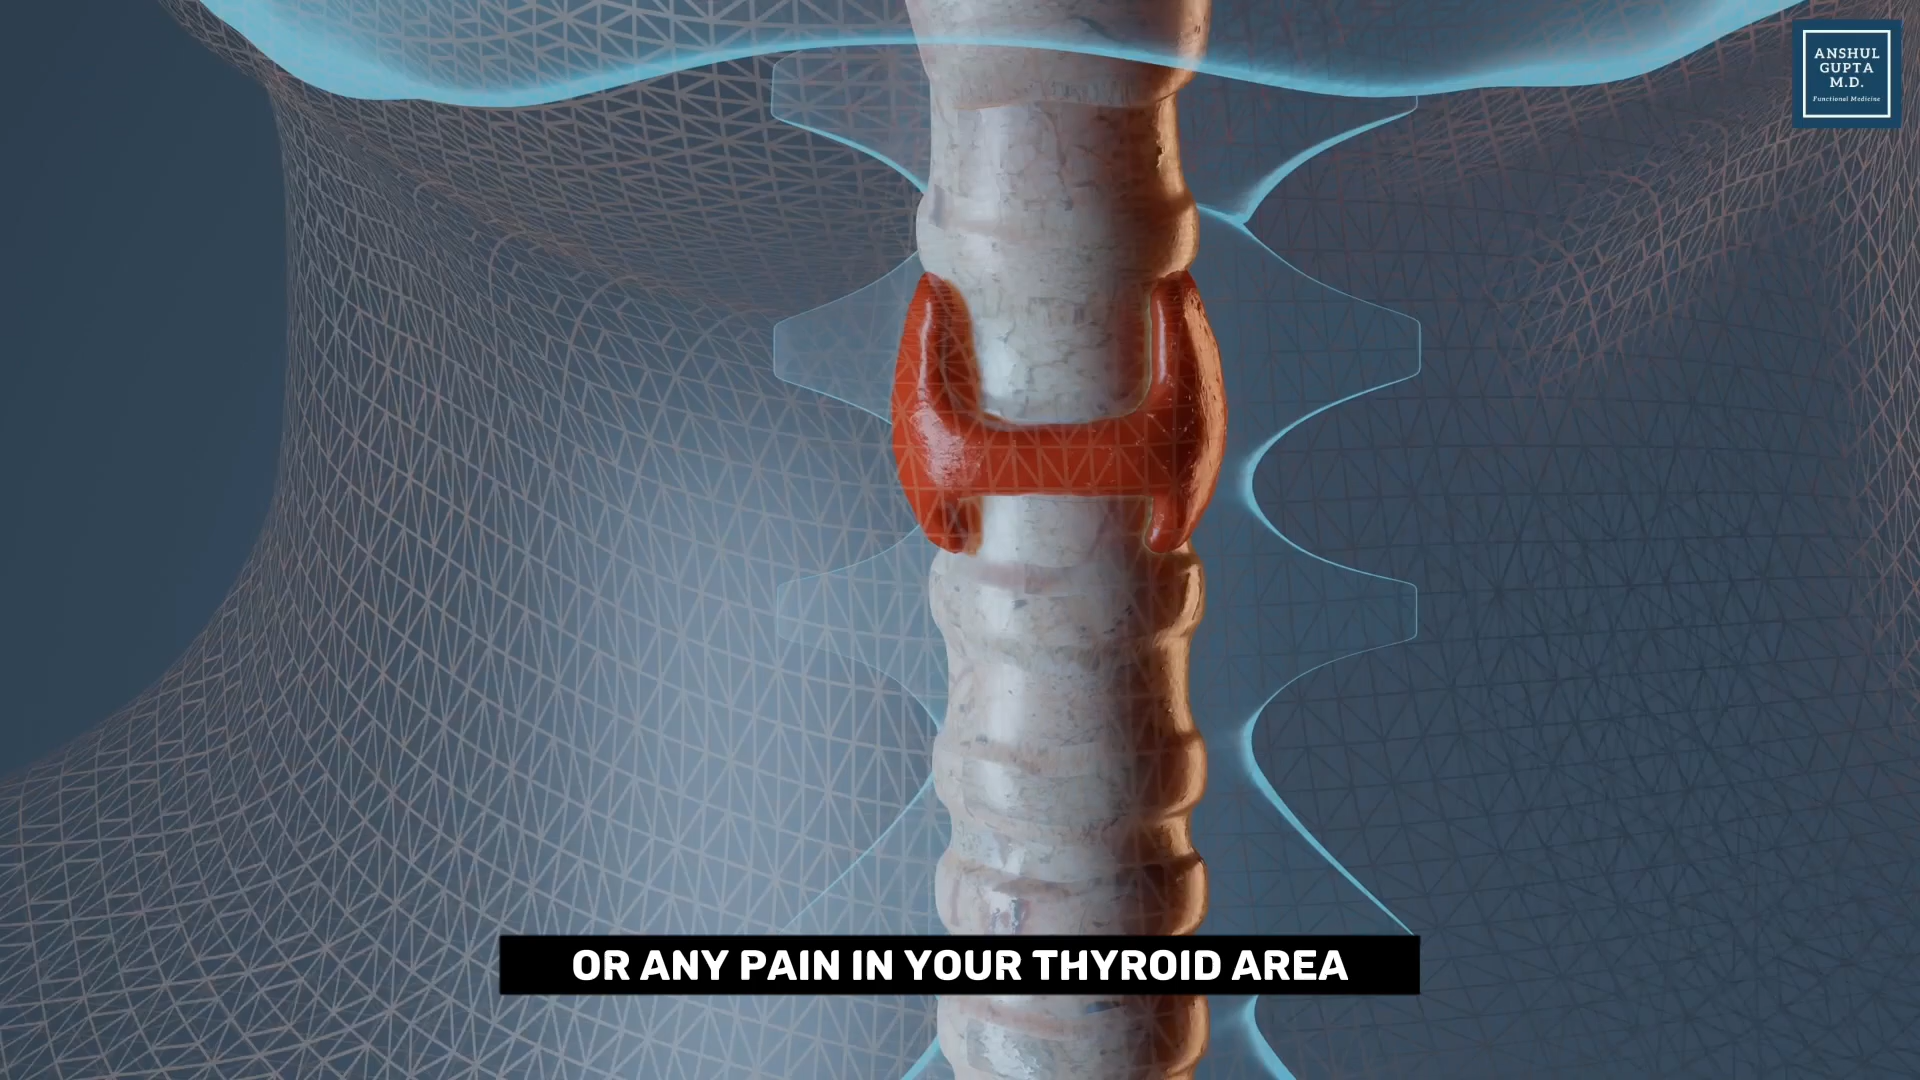 ANSHUL
GUPTA
M.D.
Functional Medicine
OR ANY PAIN IN YOUR THYROID AREA